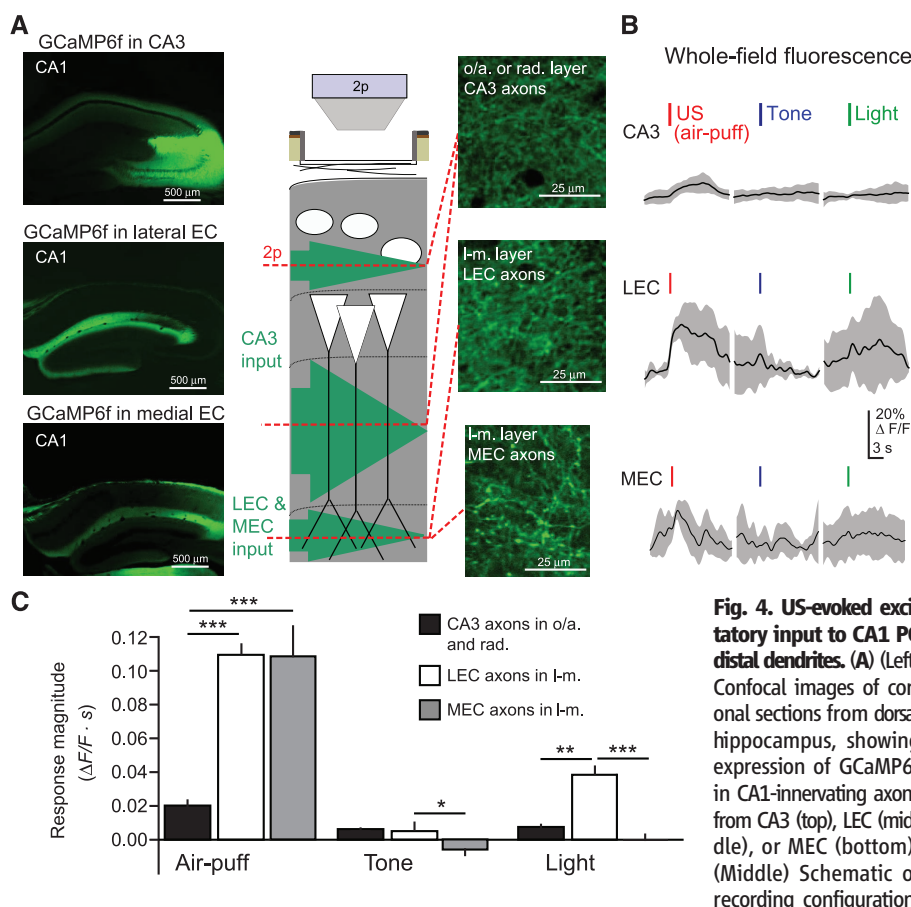 A
GCaMP6f in CA3
CA1
500 µm
GCaMP6f in lateral EC
CA1
500 µm
GCaMP6f in medial EC
CA1
500 µm
2p
2p
CA3
input
LEC &
MEC
input
o/a. or rad. layer
CA3 axons
25 µm
l-m. layer
LEC axons
25 µm
l-m. layer
MEC axons
25 µm
B
Whole-field fluorescence
US
(air-puff)
Tone
Light
CA3
LEC
20%
Δ F/F
3 s
MEC
C
Response magnitude
(ΔF/F · s)
0.12
0.10
0.08
0.06
0.04
0.02
0.00
***
***
*
**
***
Air-puff
Tone
Light
CA3 axons in o/a.
and rad.
LEC axons in l-m.
MEC axons in l-m.
Fig. 4. US-evoked exci
tatory input to CA1 PC
distal dendrites. (A) (Left
Confocal images of cor
onal sections from dorsa
hippocampus, showing
expression of GCaMP6
in CA1-innervating axon
from CA3 (top), LEC (mid
dle), or MEC (bottom)
(Middle) Schematic o
recording configuration